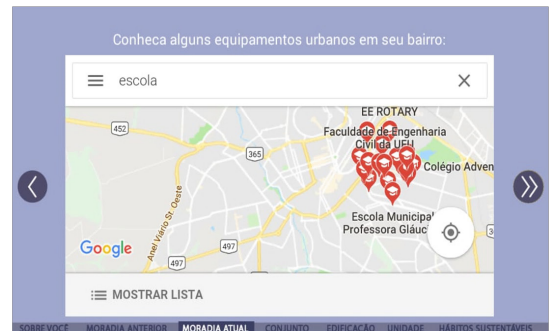 Conheca alguns equipamentos urbanos em seu bairro:
escola
EE ROTARY
452
Faculdade de Engenharia
Civil da UFU
365
Colégio Adven
Anel Viário St. Oeste
Escola Municipal
Professora Gláuc
497
Google
497
MOSTRAR LISTA
SOBRE VOCÊ MORADIA ANTERIOR MORADIA ATUAL CONJUNTO EDIFICAÇÃO UNIDADE HÁBITOS SUSTENTÁVEIS